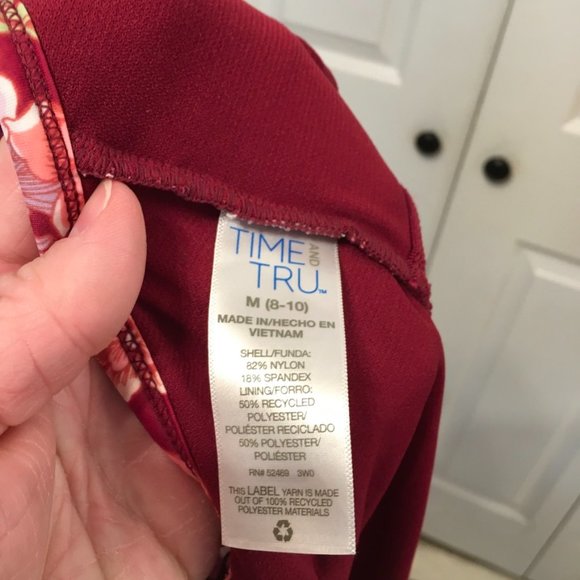 TIME AND
TRU™
M (8-10)
MADE IN/HECHO EN
VIETNAM
SHELL/FUNDA:
82% NYLON
18% SPANDEX
LINING/FORRO:
50% RECYCLED
POLYESTER/
POLIÉSTER RECICLADO
50% POLYESTER/
POLIÉSTER
RN# 52469 3W0
THIS LABEL YARN IS MADE
OUT OF 100% RECYCLED
POLYESTER MATERIALS